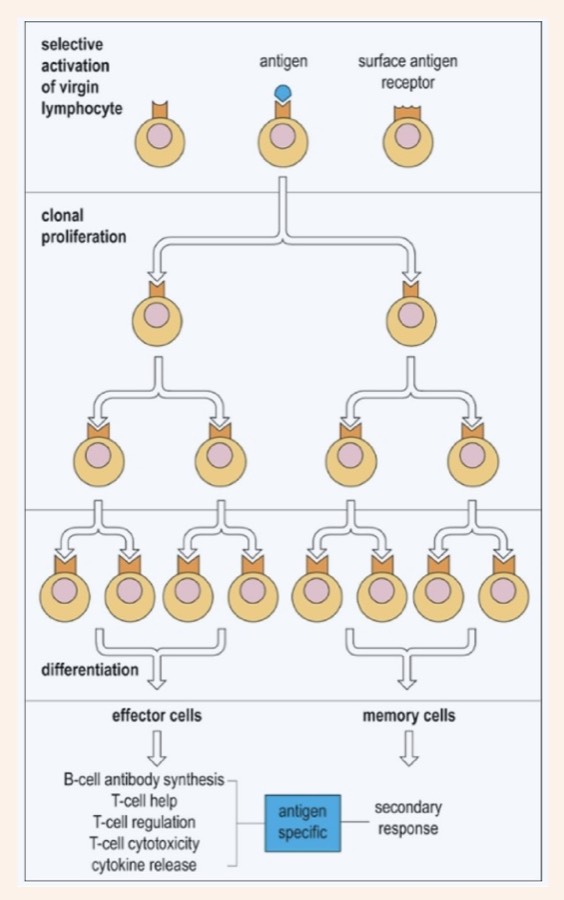 selective
activation
of virgin
lymphocyte
antigen
surface antigen
receptor
clonal
proliferation
differentiation
effector cells
memory cells
B-cell antibody synthesis
T-cell help
T-cell regulation
T-cell cytotoxicity
cytokine release
antigen
specific
secondary
response